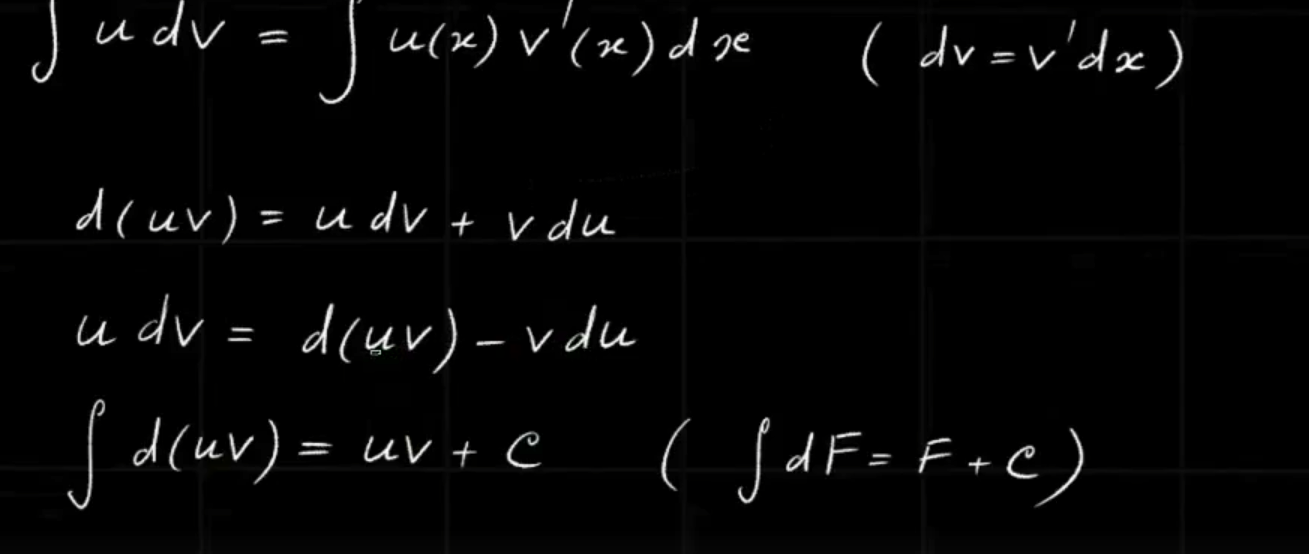 ∫ u dv = ∫ u(x) v'(x) dx ( dv = v'dx )
d(uv) = u dv + v du
u dv = d(uv) - v du
∫ d(uv) = uv + C ( ∫ dF = F + C )